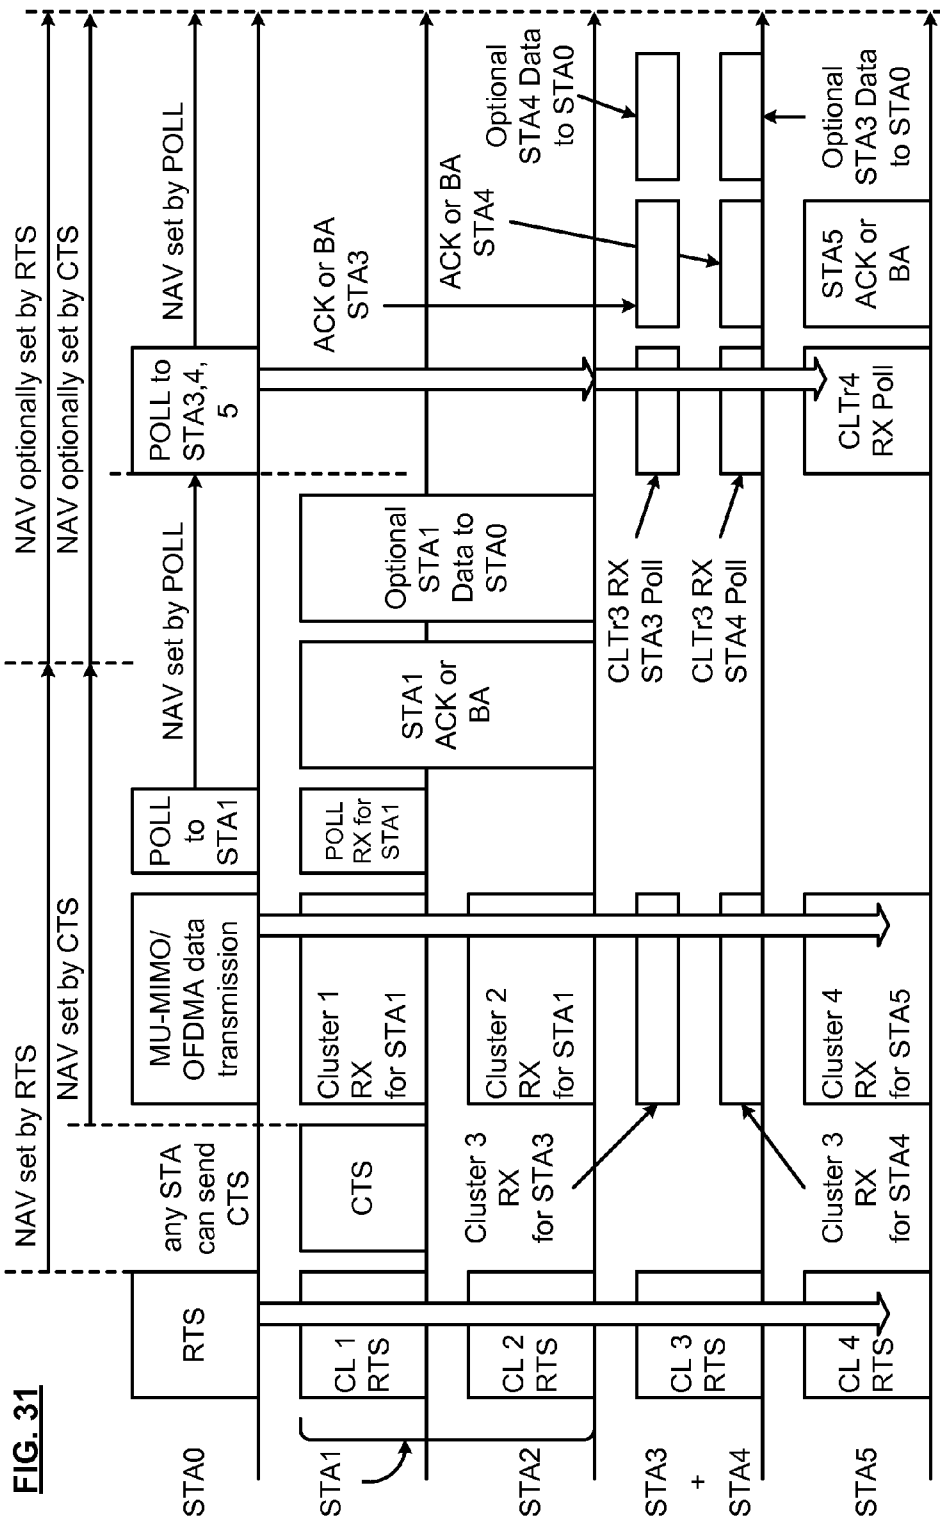 FIG. 31
NAV set by RTS
NAV optionally set by RTS
NAV set by CTS
NAV optionally set by CTS
STA0
RTS
any STA
can send
CTS
MU-MIMO/
OFDMA data
transmission
POLL
to
STA1
NAV set by POLL
POLL to
STA3,4,
5
NAV set by POLL
STA1
CL 1
RTS
CTS
Cluster 1
RX
for STA1
POLL
RX for
STA1
STA1
ACK or
BA
Optional
STA1
Data to
STA0
ACK or BA
STA3
STA2
CL 2
RTS
Cluster 2
RX
for STA1
ACK or BA
STA4
Optional
STA4 Data
to STA0
Cluster 3
RX
for STA3
CLTr3 RX
STA3 Poll
STA3
+
STA4
CL 3
RTS
CLTr3 RX
STA4 Poll
STA5
CL 4
RTS
Cluster 3
RX
for STA4
Cluster 4
RX
for STA5
CLTr4
RX Poll
STA5
ACK or
BA
Optional
STA3 Data
to STA0